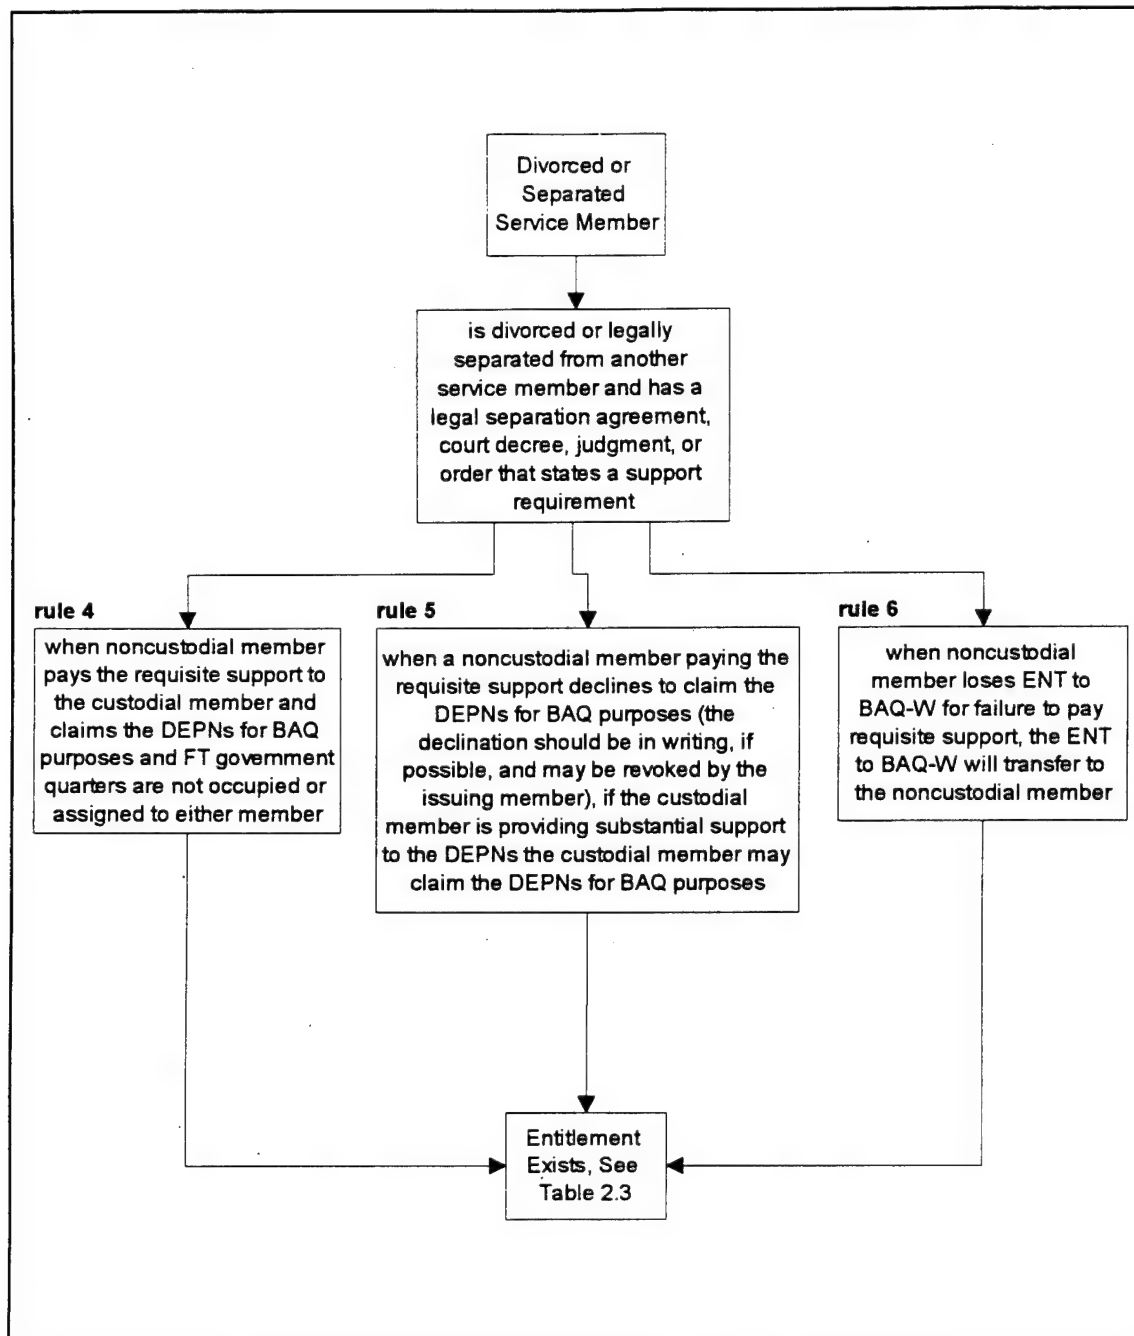 Divorced or
Separated
Service Member
is divorced or legally
separated from another
service member and has a
legal separation agreement,
court decree, judgment, or
order that states a support
requirement
rule 4
when noncustodial member
pays the requisite support to
the custodial member and
claims the DEPNs for BAQ
purposes and FT government
quarters are not occupied or
assigned to either member
rule 5
when a noncustodial member paying the
requisite support declines to claim the
DEPNs for BAQ purposes (the
declination should be in writing, if
possible, and may be revoked by the
issuing member), if the custodial
member is providing substantial support
to the DEPNs the custodial member may
claim the DEPNs for BAQ purposes
rule 6
when noncustodial
member loses ENT to
BAQ-W for failure to pay
requisite support, the ENT
to BAQ-W will transfer to
the noncustodial member
Entitlement
Exists, See
Table 2.3